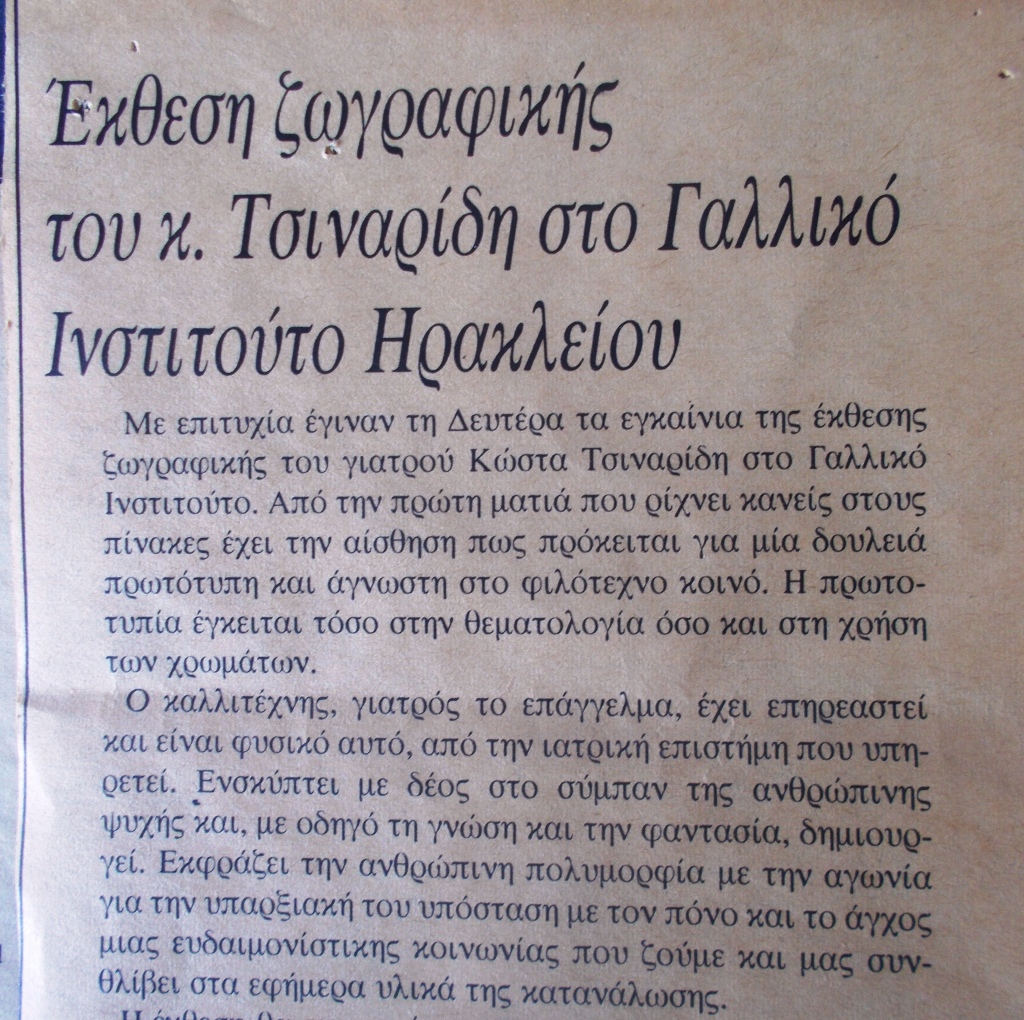 Έκθεση ζωγραφικής
του κ. Τσιναρίδη στο Γαλλικό
Ινστιτούτο Ηρακλείου
Με επιτυχία έγιναν τη Δευτέρα τα εγκαίνια της έκθεσης
ζωγραφικής του γιατρού Κώστα Τσιναρίδη στο Γαλλικό
Ινστιτούτο. Από την πρώτη ματιά που ρίχνει κανείς στους
πίνακες έχει την αίσθηση πως πρόκειται για μία δουλειά
πρωτότυπη και άγνωστη στο φιλότεχνο κοινό. Η πρωτο-
τυπία έγκειται τόσο στην θεματολογία όσο και στη χρήση
των χρωμάτων.
Ο καλλιτέχνης, γιατρός το επάγγελμα, έχει επηρεαστεί
και είναι φυσικό αυτό, από την ιατρική επιστήμη που υπη-
ρετεί. Ενσκύπτει με δέος στο σύμπαν της ανθρώπινης
ψυχής και, με οδηγό τη γνώση και την φαντασία, δημιουρ-
γεί. Εκφράζει την ανθρώπινη πολυμορφία με την αγωνία
για την υπαρξιακή του υπόσταση με τον πόνο και το άγχος
μιας ευδαιμονίστικης κοινωνίας που ζούμε και μας συν-
θλίβει στα εφήμερα υλικά της κατανάλωσης.
Η έκθεση